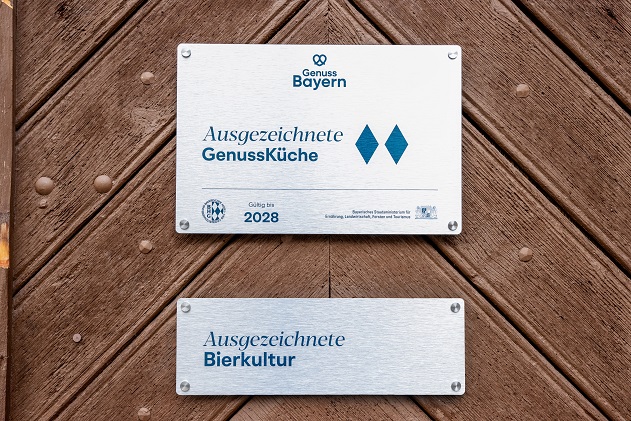 Genuss
Bayern
Ausgezeichnete
GenussKüche
Gültig bis
2028
Bayerisches Staatsministerium für
Ernährung, Landwirtschaft, Forsten und Tourismus
Ausgezeichnete
Bierkultur